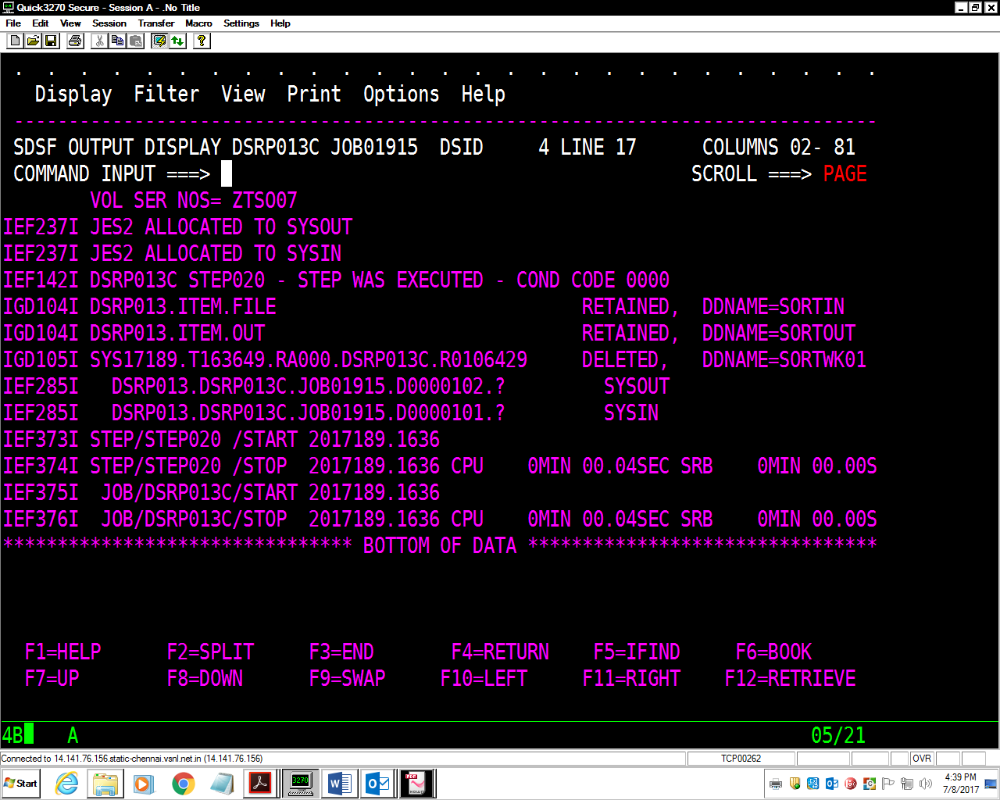 Quick3270 Secure - Session A - .No Title
File Edit View Session Transfer Macro Settings Help
. . . . . . . . . . . . . . . . . . . . . . . . . . .
Display Filter View Print Options Help
-------------------------------------------------------------------------------
SDSF OUTPUT DISPLAY DSRP013C JOB01915 DSID 4 LINE 17 COLUMNS 02- 81
COMMAND INPUT ===> SCROLL ===> PAGE
VOL SER NOS= ZTSO07
IEF237I JES2 ALLOCATED TO SYSOUT
IEF237I JES2 ALLOCATED TO SYSIN
IEF142I DSRP013C STEP020 - STEP WAS EXECUTED - COND CODE 0000
IGD104I DSRP013.ITEM.FILE RETAINED, DDNAME=SORTIN
IGD104I DSRP013.ITEM.OUT RETAINED, DDNAME=SORTOUT
IGD105I SYS17189.T163649.RA000.DSRP013C.R0106429 DELETED, DDNAME=SORTWK01
IEF285I DSRP013.DSRP013C.JOB01915.D0000102.? SYSOUT
IEF285I DSRP013.DSRP013C.JOB01915.D0000101.? SYSIN
IEF373I STEP/STEP020 /START 2017189.1636
IEF374I STEP/STEP020 /STOP 2017189.1636 CPU 0MIN 00.04SEC SRB 0MIN 00.00S
IEF375I JOB/DSRP013C/START 2017189.1636
IEF376I JOB/DSRP013C/STOP 2017189.1636 CPU 0MIN 00.04SEC SRB 0MIN 00.00S
******************************** BOTTOM OF DATA ********************************
F1=HELP F2=SPLIT F3=END F4=RETURN F5=IFIND F6=BOOK
F7=UP F8=DOWN F9=SWAP F10=LEFT F11=RIGHT F12=RETRIEVE
4B A 05/21
Connected to 14.141.76.156.static-chennai.vsnl.net.in (14.141.76.156) TCP00262 OVR
Start 3270 4:39 PM
7/8/2017